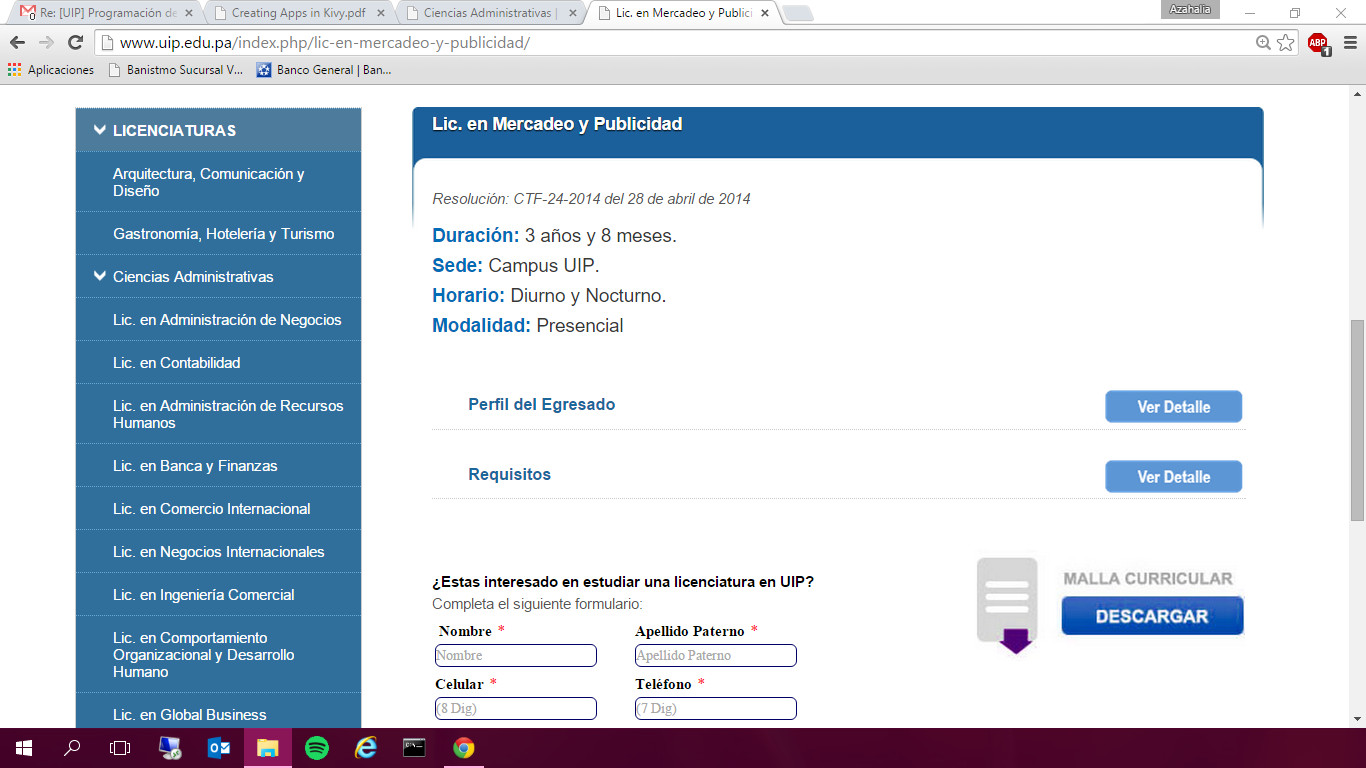 Re: [UIP] Programación de
Creating Apps in Kivy.pdf
Ciencias Administrativas |
Lic. en Mercadeo y Publici
Azahalia
www.uip.edu.pa/index.php/lic-en-mercadeo-y-publicidad/
ABP
1
Aplicaciones
Banistmo Sucursal V...
Banco General | Ban...
LICENCIATURAS
Arquitectura, Comunicación y
Diseño
Gastronomía, Hotelería y Turismo
Ciencias Administrativas
Lic. en Administración de Negocios
Lic. en Contabilidad
Lic. en Administración de Recursos
Humanos
Lic. en Banca y Finanzas
Lic. en Comercio Internacional
Lic. en Negocios Internacionales
Lic. en Ingeniería Comercial
Lic. en Comportamiento
Organizacional y Desarrollo
Humano
Lic. en Global Business
Lic. en Mercadeo y Publicidad
Resolución: CTF-24-2014 del 28 de abril de 2014
Duración: 3 años y 8 meses.
Sede: Campus UIP.
Horario: Diurno y Nocturno.
Modalidad: Presencial
Perfil del Egresado
Ver Detalle
Requisitos
Ver Detalle
¿Estas interesado en estudiar una licenciatura en UIP?
Completa el siguiente formulario:
Nombre *
Apellido Paterno *
Nombre
Apellido Paterno
Celular *
Teléfono *
(8 Dig)
(7 Dig)
MALLA CURRICULAR
DESCARGAR